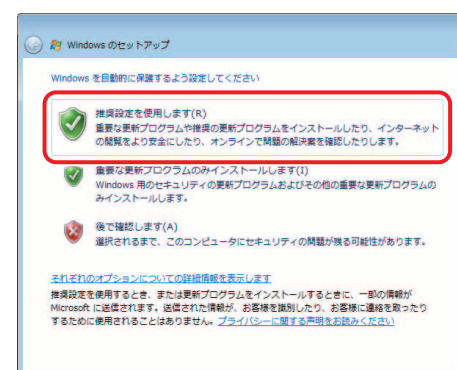 Windows のセットアップ
Windows を自動的に保護するよう設定してください
推奨設定を使用します(R)
重要な更新プログラムや推奨の更新プログラムをインストールしたり、インターネット
の閲覧をより安全にしたり、オンラインで問題の解決策を確認したりします。
重要な更新プログラムのみインストールします(I)
Windows 用のセキュリティの更新プログラムおよびその他の重要な更新プログラムの
みインストールします。
後で確認します(A)
選択されるまで、このコンピュータにセキュリティの問題が残る可能性があります。
それぞれのオプションについての詳細情報を表示します
推奨設定を使用するとき、または更新プログラムをインストールするときに、一部の情報が
Microsoft に送信されます。送信された情報が、お客様を識別したり、お客様に連絡を取ったり
するために使用されることはありません。プライバシーに関する声明をお読みください